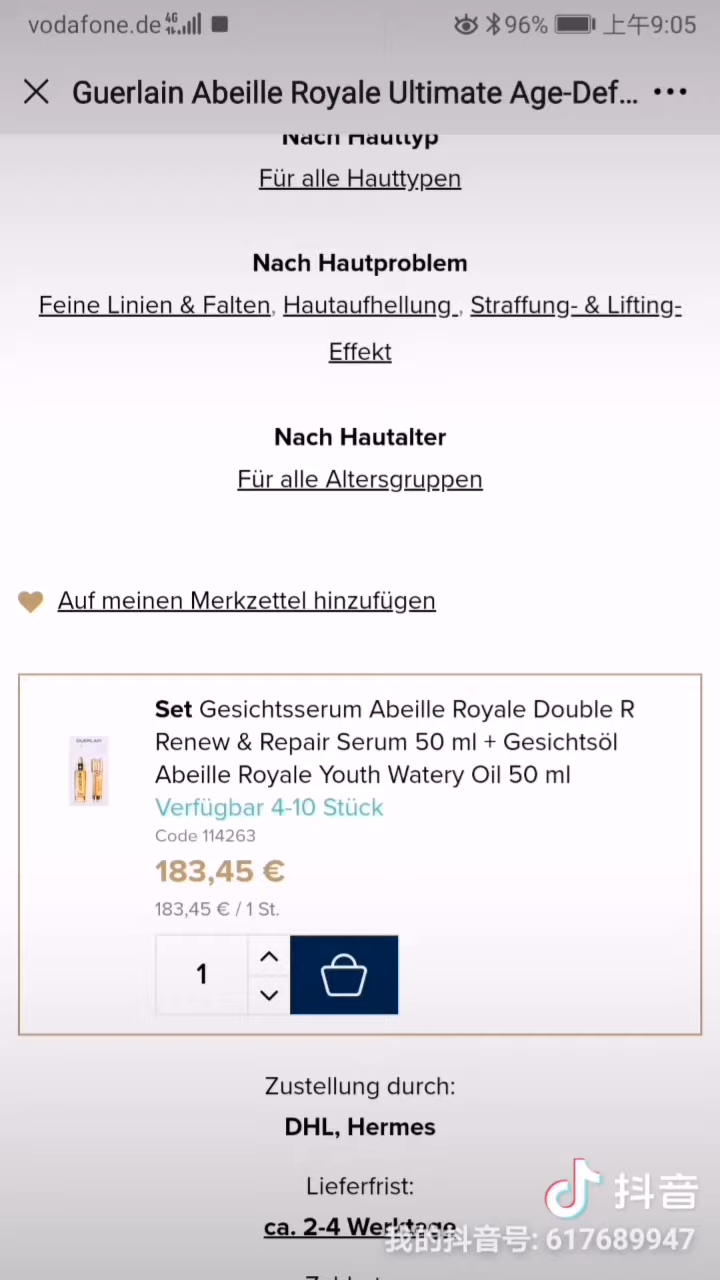 vodafone.de 4G 96% 上午9:05
Guerlain Abeille Royale Ultimate Age-Def... •••
Nach Hauttyp
Für alle Hauttypen
Nach Hautproblem
Feine Linien & Falten, Hautaufhellung , Straffung- & Lifting-
Effekt
Nach Hautalter
Für alle Altersgruppen
Auf meinen Merkzettel hinzufügen
Set Gesichtsserum Abeille Royale Double R
Renew & Repair Serum 50 ml + Gesichtsöl
Abeille Royale Youth Watery Oil 50 ml
GUERLAIN
Verfügbar 4-10 Stück
Code 114263
183,45 €
183,45 € / 1 St.
1
Zustellung durch:
DHL, Hermes
Lieferfrist:
抖音
ca. 2-4 Werktage
我的抖音号: 617689947